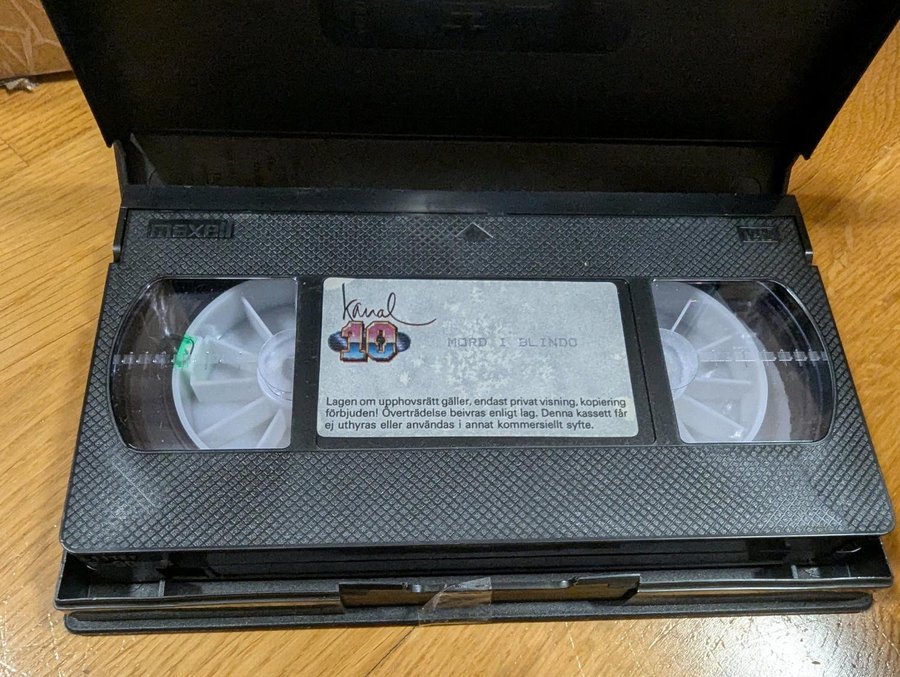 maxell
VHS
Kanal
10
MORD I BLINDO
Lagen om upphovsrätt gäller, endast privat visning, kopiering
förbjuden! Överträdelse beivras enligt lag. Denna kassett får
ej uthyras eller användas i annat kommersiellt syfte.